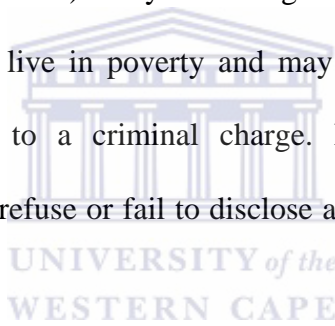 live in poverty and may
to a criminal charge.
refuse or fail to disclose a
UNIVERSITY of the
WESTERN CAPE